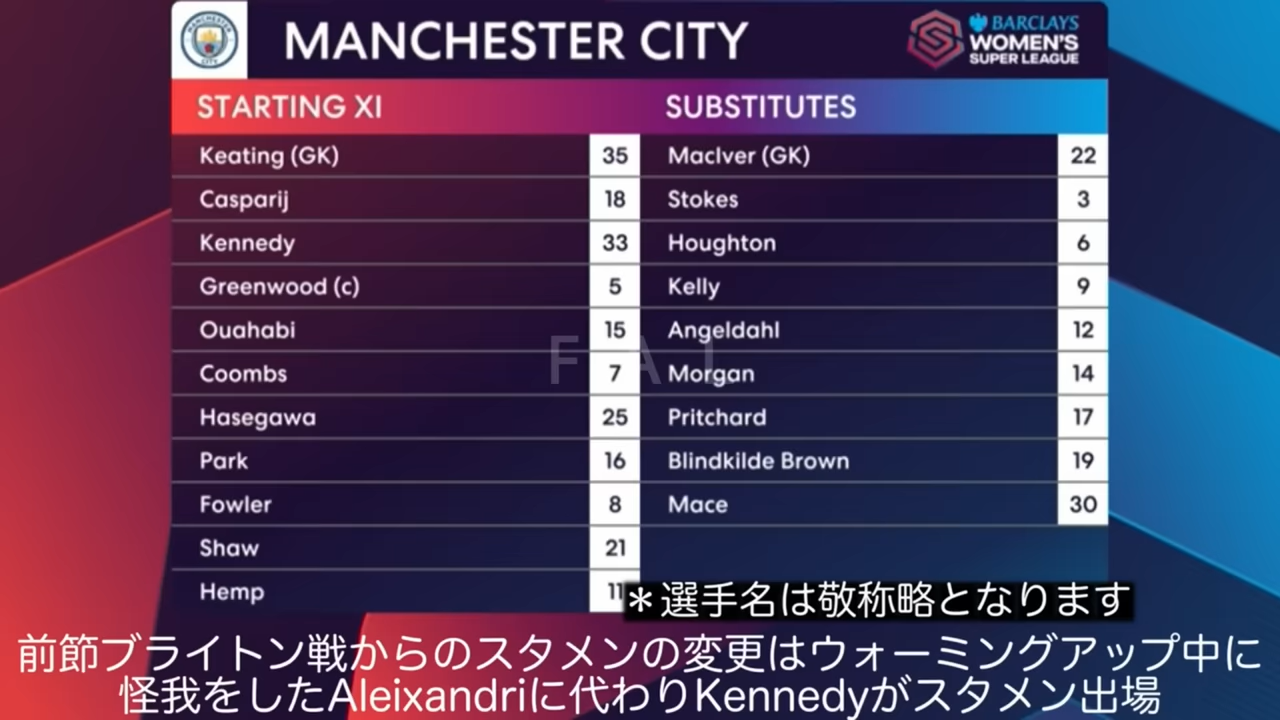 MANCHESTER CITY
BARCLAYS
WOMEN'S
SUPER LEAGUE
STARTING XI
SUBSTITUTES
Keating (GK) 35
MacIver (GK) 22
Casparij 18
Stokes 3
Kennedy 33
Houghton 6
Greenwood (c) 5
Kelly 9
Ouahabi 15
Angeldahl 12
Coombs 7
Morgan 14
Hasegawa 25
Pritchard 17
Park 16
Blindkilde Brown 19
Fowler 8
Mace 30
Shaw 21
Hemp 11
＊選手名は敬称略となります
前節ブライトン戦からのスタメンの変更はウォーミングアップ中に
怪我をしたAleixandriに代わりKennedyがスタメン出場